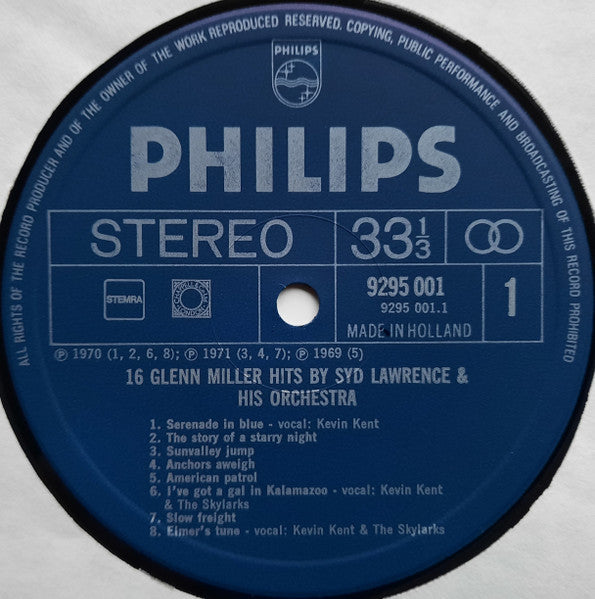 ALL RIGHTS OF THE RECORD PRODUCER AND OF THE OWNER OF THE WORK REPRODUCED RESERVED. COPYING, PUBLIC PERFORMANCE AND BROADCASTING OF THIS RECORD PROHIBITED
PHILIPS
PHILIPS
STEREO 33⅓
STEMRA
9295 001
9295 001.1
MADE IN HOLLAND
1
℗ 1970 (1, 2, 6, 8); ℗ 1971 (3, 4, 7); ℗ 1969 (5)
16 GLENN MILLER HITS BY SYD LAWRENCE &
HIS ORCHESTRA
1. Serenade in blue - vocal: Kevin Kent
2. The story of a starry night
3. Sunvalley jump
4. Anchors aweigh
5. American patrol
6. I've got a gal in Kalamazoo - vocal: Kevin Kent
& The Skylarks
7. Slow freight
8. Elmer's tune - vocal: Kevin Kent & The Skylarks